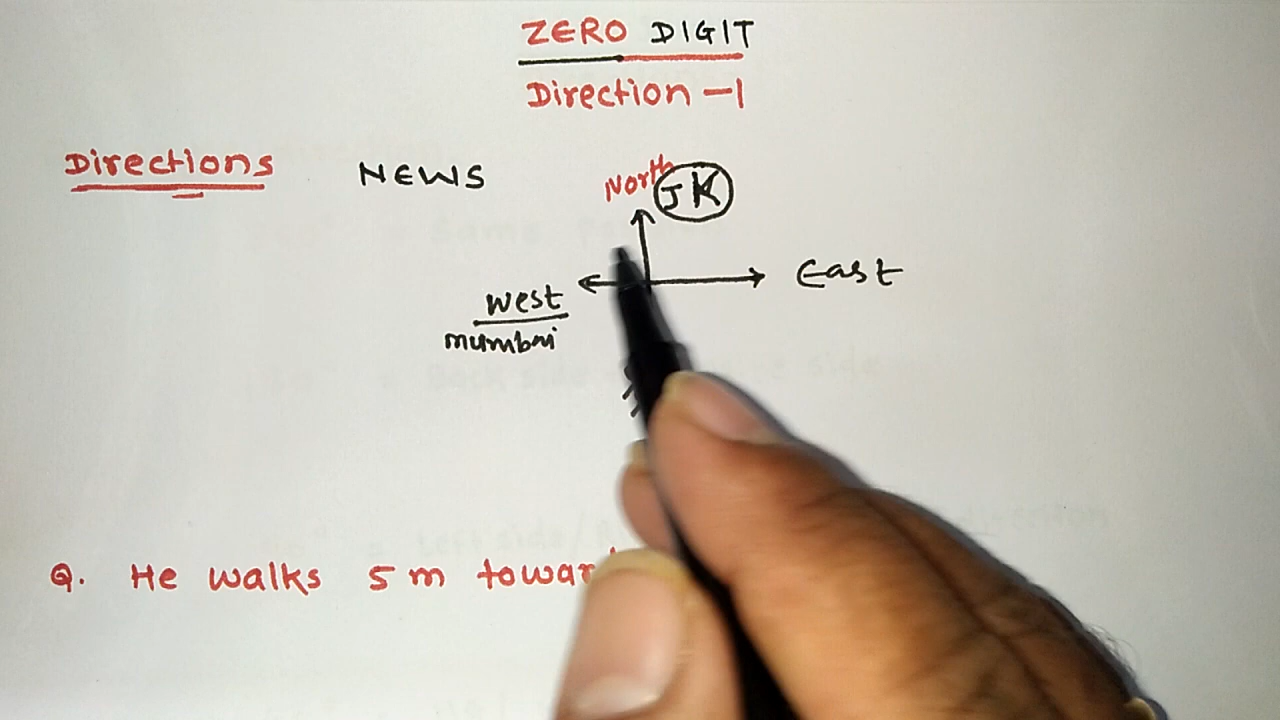 ZERO DIGIT
Direction-1
Directions NEWS
North JK
East
West
mumbai
Q. He walks 5 m towar